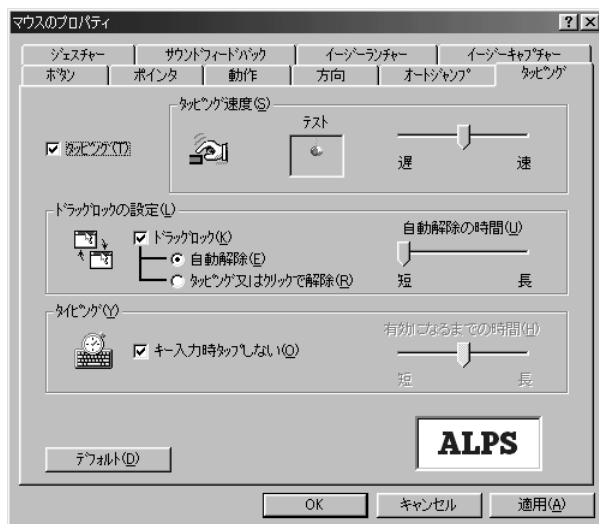 マウスのプロパティ
ジェスチャー サウンドフィードバック イージーランチャー イージーキャプチャー
ボタン ポインタ 動作 方向 オートジャンプ タッピング
タッピング速度(S)
テスト
タッピング(T)
遅 速
ドラッグロックの設定(L)
自動解除の時間(U)
ドラッグロック(K)
自動解除(E)
タッピング又はクリックで解除(R)
短 長
タイピング(Y)
有効になるまでの時間(H)
キー入力時タップしない(O)
短 長
ALPS
デフォルト(D)
OK キャンセル 適用(A)